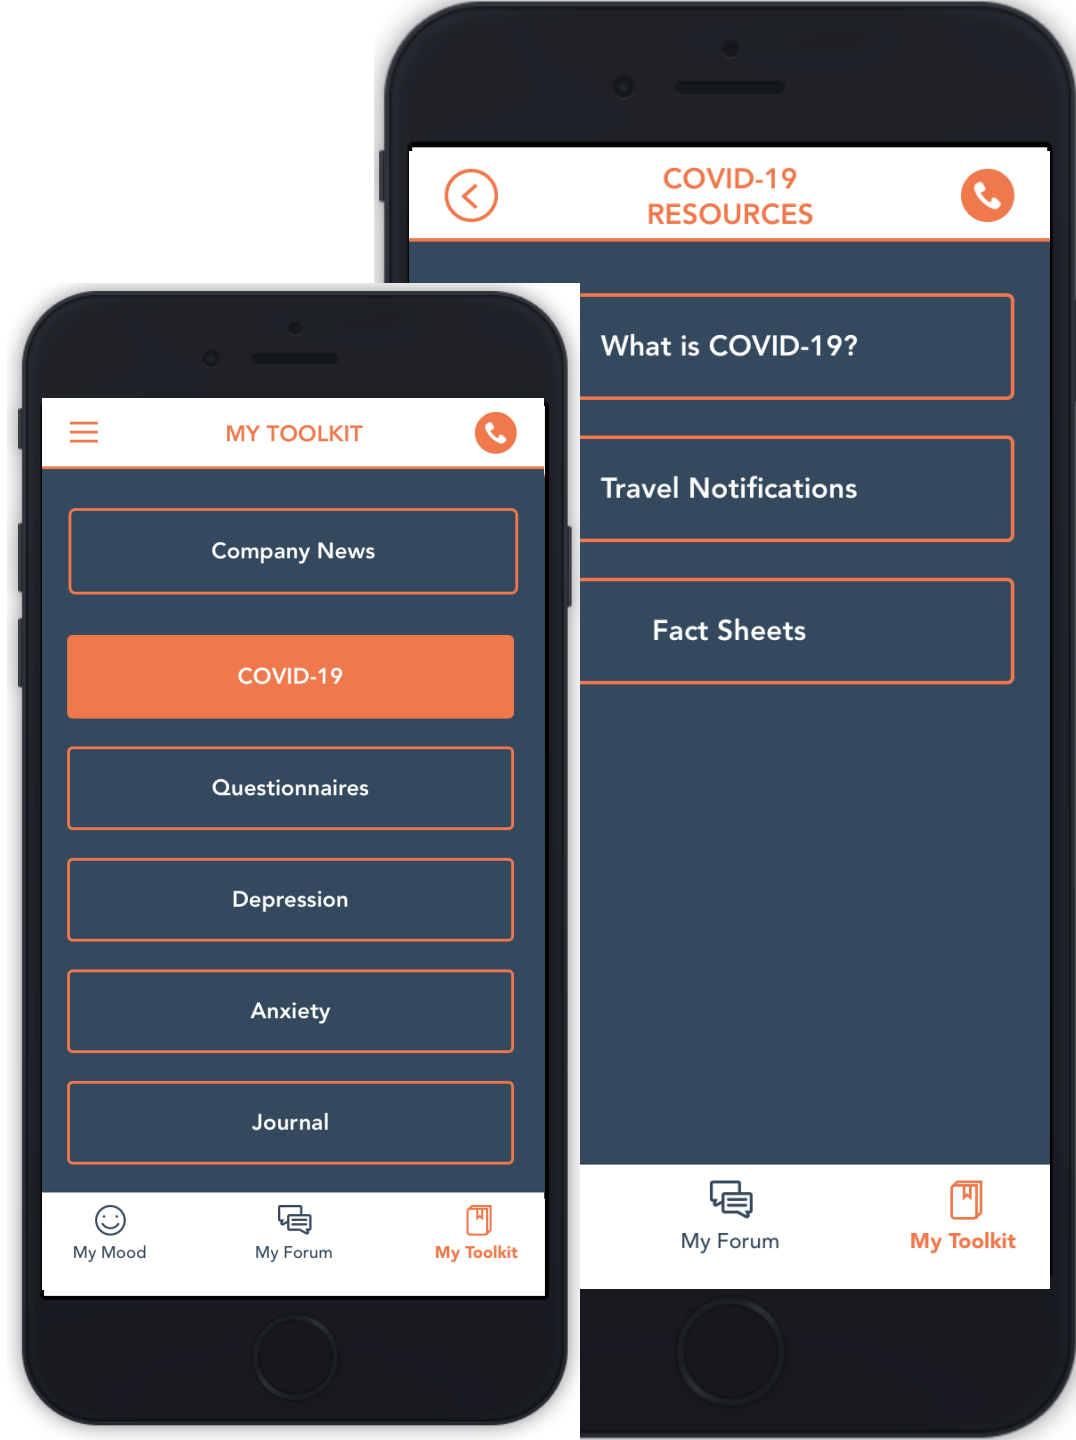 COVID-19
RESOURCES
What is COVID-19?
Travel Notifications
Fact Sheets
My Forum
My Toolkit
MY TOOLKIT
Company News
COVID-19
Questionnaires
Depression
Anxiety
Journal
My Mood
My Forum
My Toolkit